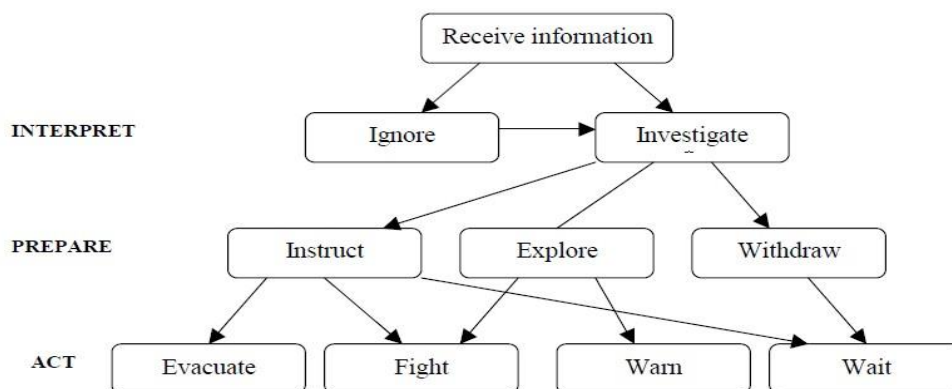 Receive information
INTERPRET
Ignore
Investigate
PREPARE
Instruct
Explore
Withdraw
ACT
Evacuate
Fight
Warn
Wait